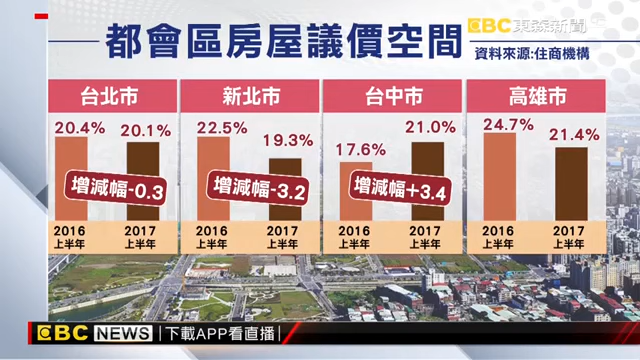 都會區房屋議價空間
EBC 東森新聞
資料來源:住商機構
台北市
20.4%
20.1%
增減幅-0.3
2016
上半年
2017
上半年
新北市
22.5%
19.3%
增減幅-3.2
2016
上半年
2017
上半年
台中市
17.6%
21.0%
增減幅+3.4
2016
上半年
2017
上半年
高雄市
24.7%
21.4%
2016
上半年
2017
上半年
EBC NEWS 下載APP看直播